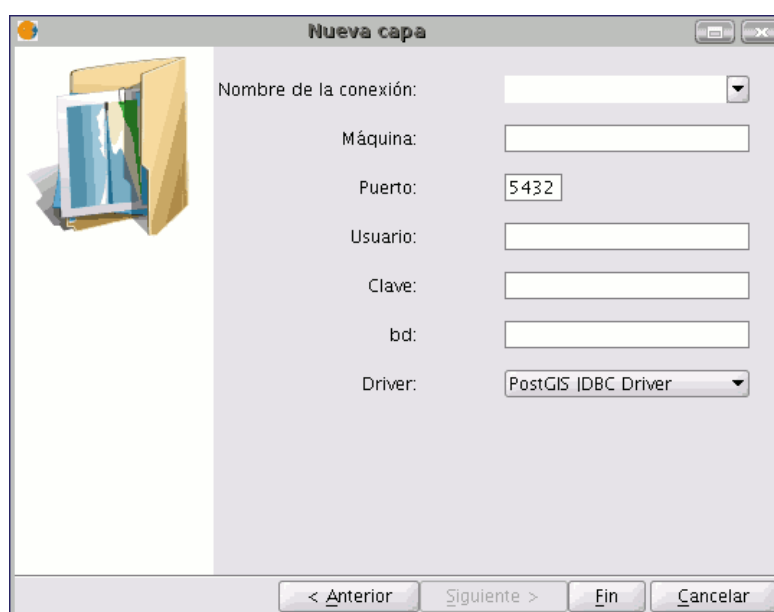 Nueva capa
Nombre de la conexión:
Máquina:
Puerto: 5432
Usuario:
Clave:
bd:
Driver: PostGIS JDBC Driver
< Anterior Siguiente > Fin Cancelar